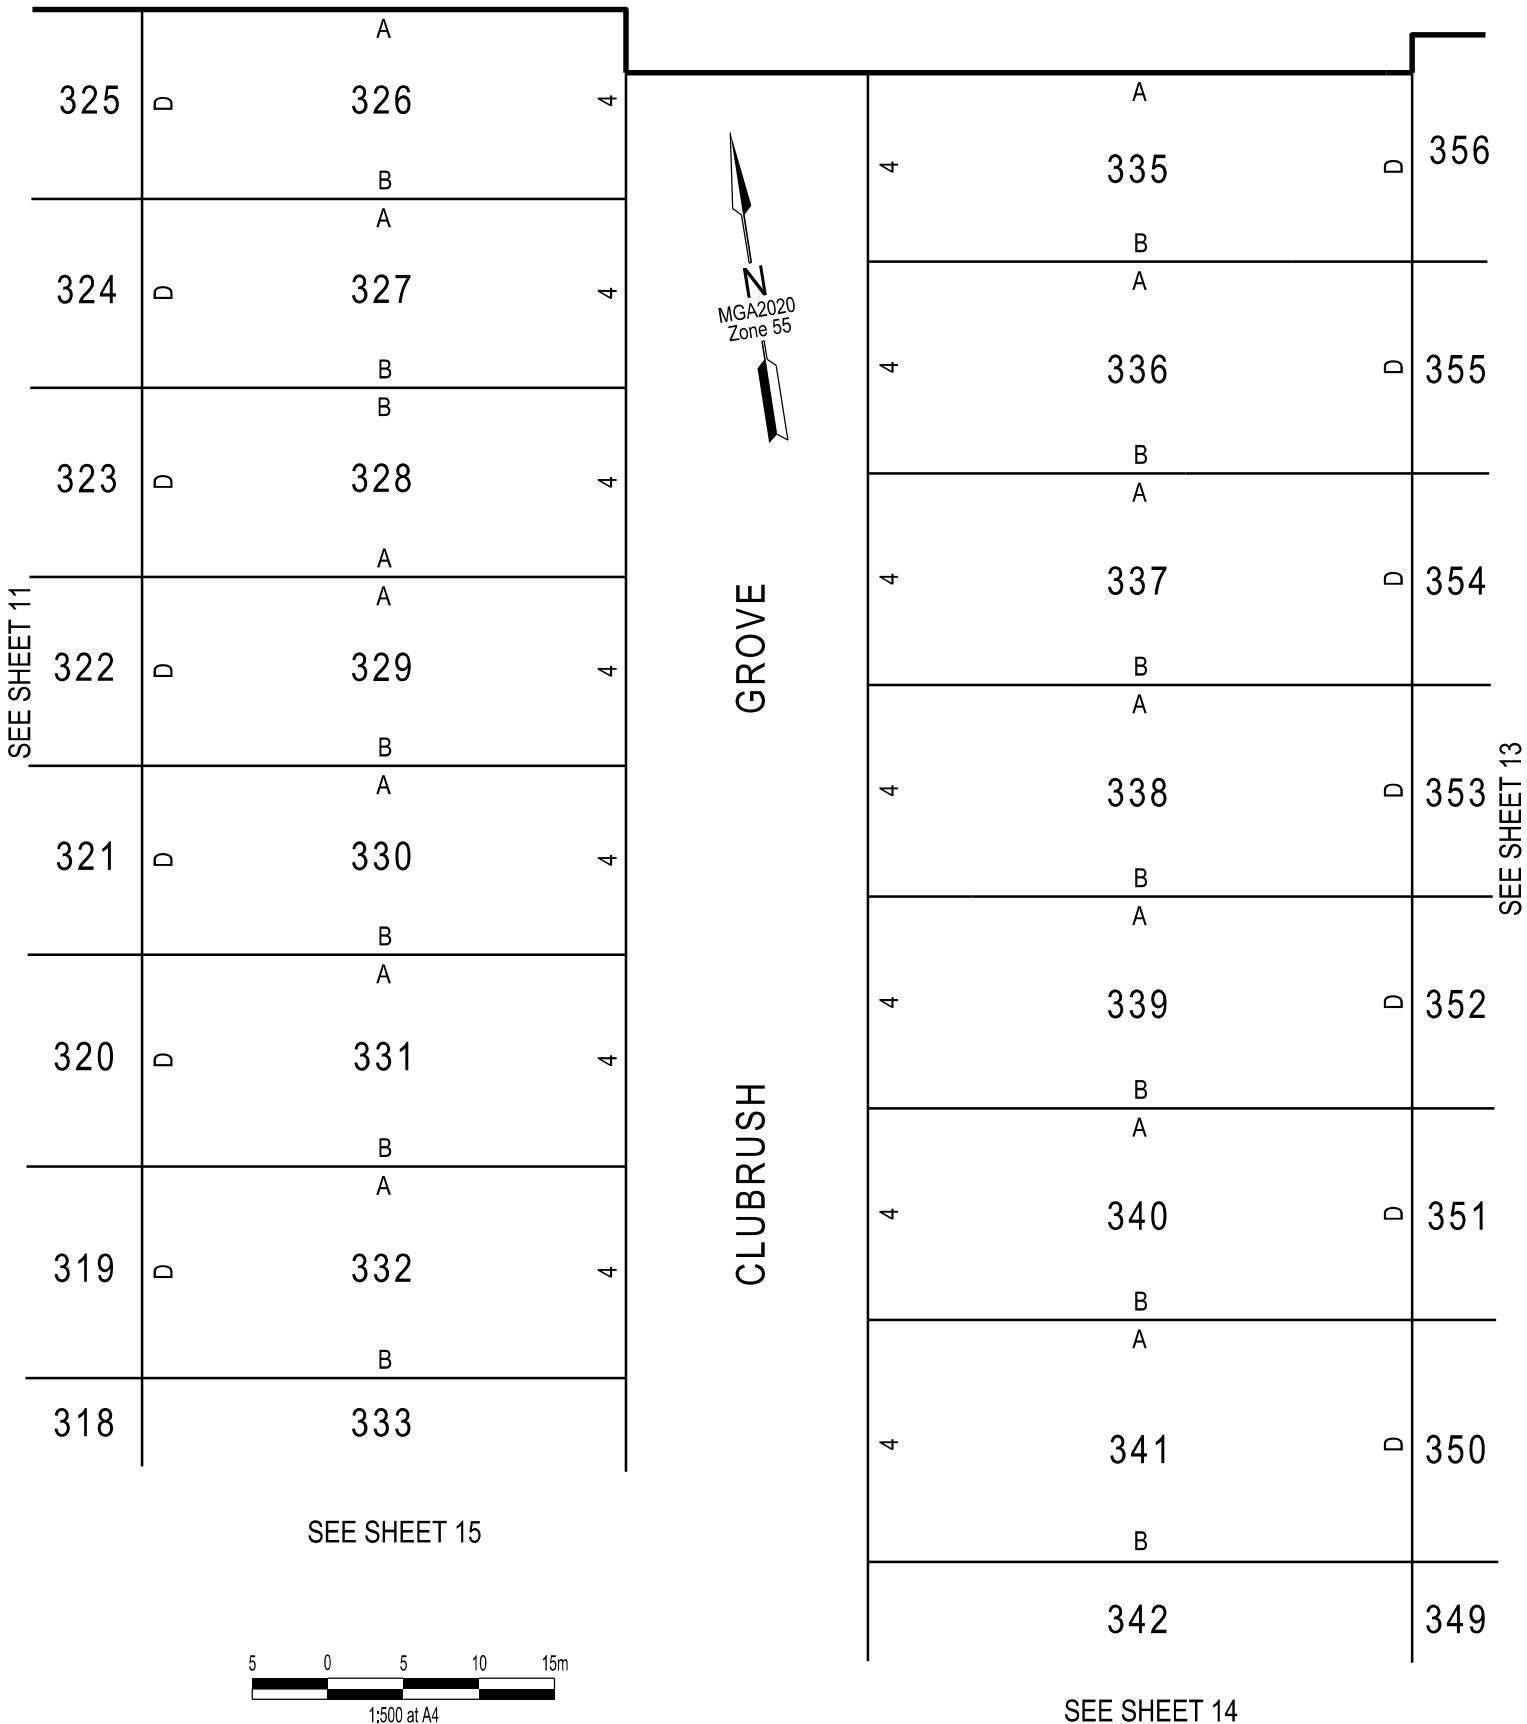 A
325
D
326
4
B
A
324
D
327
4
B
B
323
D
328
4
A
A
322
D
329
4
B
A
321
D
330
4
B
A
320
D
331
4
B
A
319
D
332
4
B
318
333
SEE SHEET 11
SEE SHEET 15
N
MGA2020
Zone 55
CLUBRUSH GROVE
A
4
335
D
356
B
A
4
336
D
355
B
A
4
337
D
354
B
A
4
338
D
353
B
A
4
339
D
352
B
A
4
340
D
351
B
A
4
341
D
350
B
342
349
SEE SHEET 13
SEE SHEET 14
5 0 5 10 15m
1:500 at A4